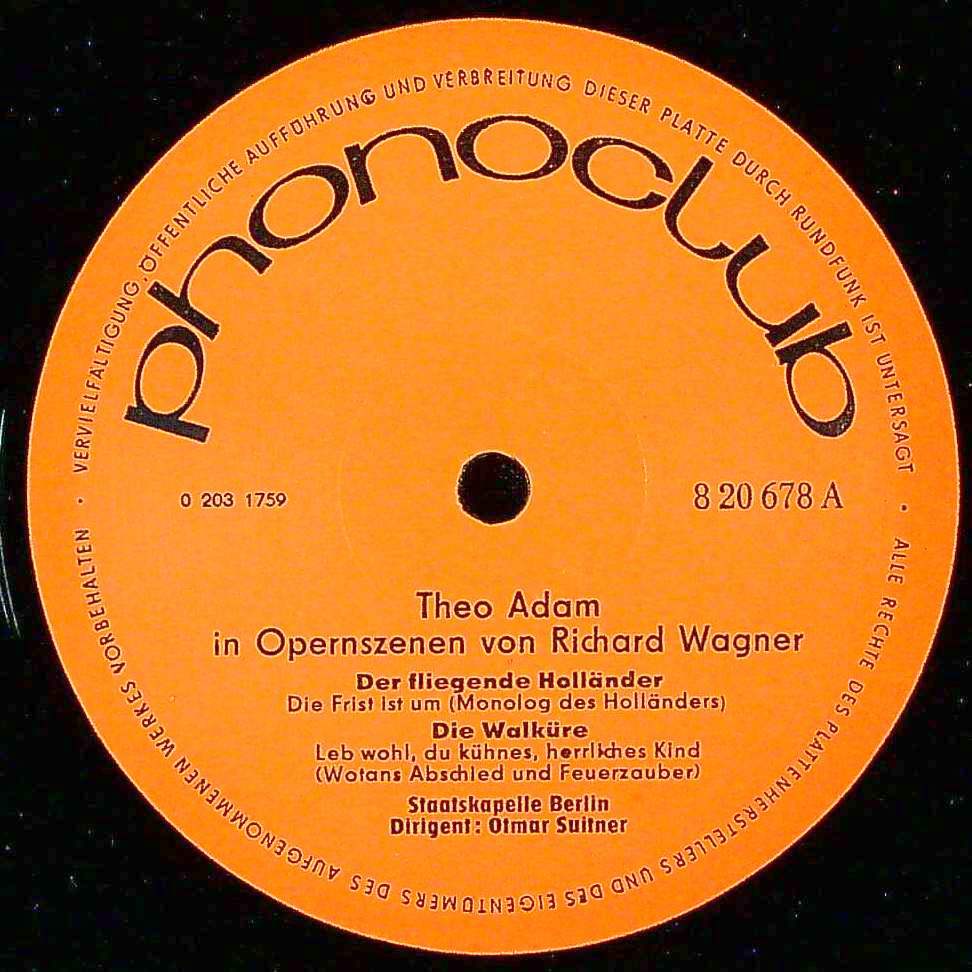 VERVIELFÄLTIGUNG, ÖFFENTLICHE AUFFÜHRUNG UND VERBREITUNG DIESER PLATTE DURCH RUNDFUNK IST UNTERSAGT • ALLE RECHTE DES PLATTENHERSTELLERS UND DES EIGENTÜMERS DES AUFGENOMMENEN WERKES VORBEHALTEN •
phonoclub
0 203 1759
8 20 678 A
Theo Adam
in Opernszenen von Richard Wagner
Der fliegende Holländer
Die Frist ist um (Monolog des Holländers)
Die Walküre
Leb wohl, du kühnes, herrliches Kind
(Wotans Abschied und Feuerzauber)
Staatskapelle Berlin
Dirigent: Otmar Suitner